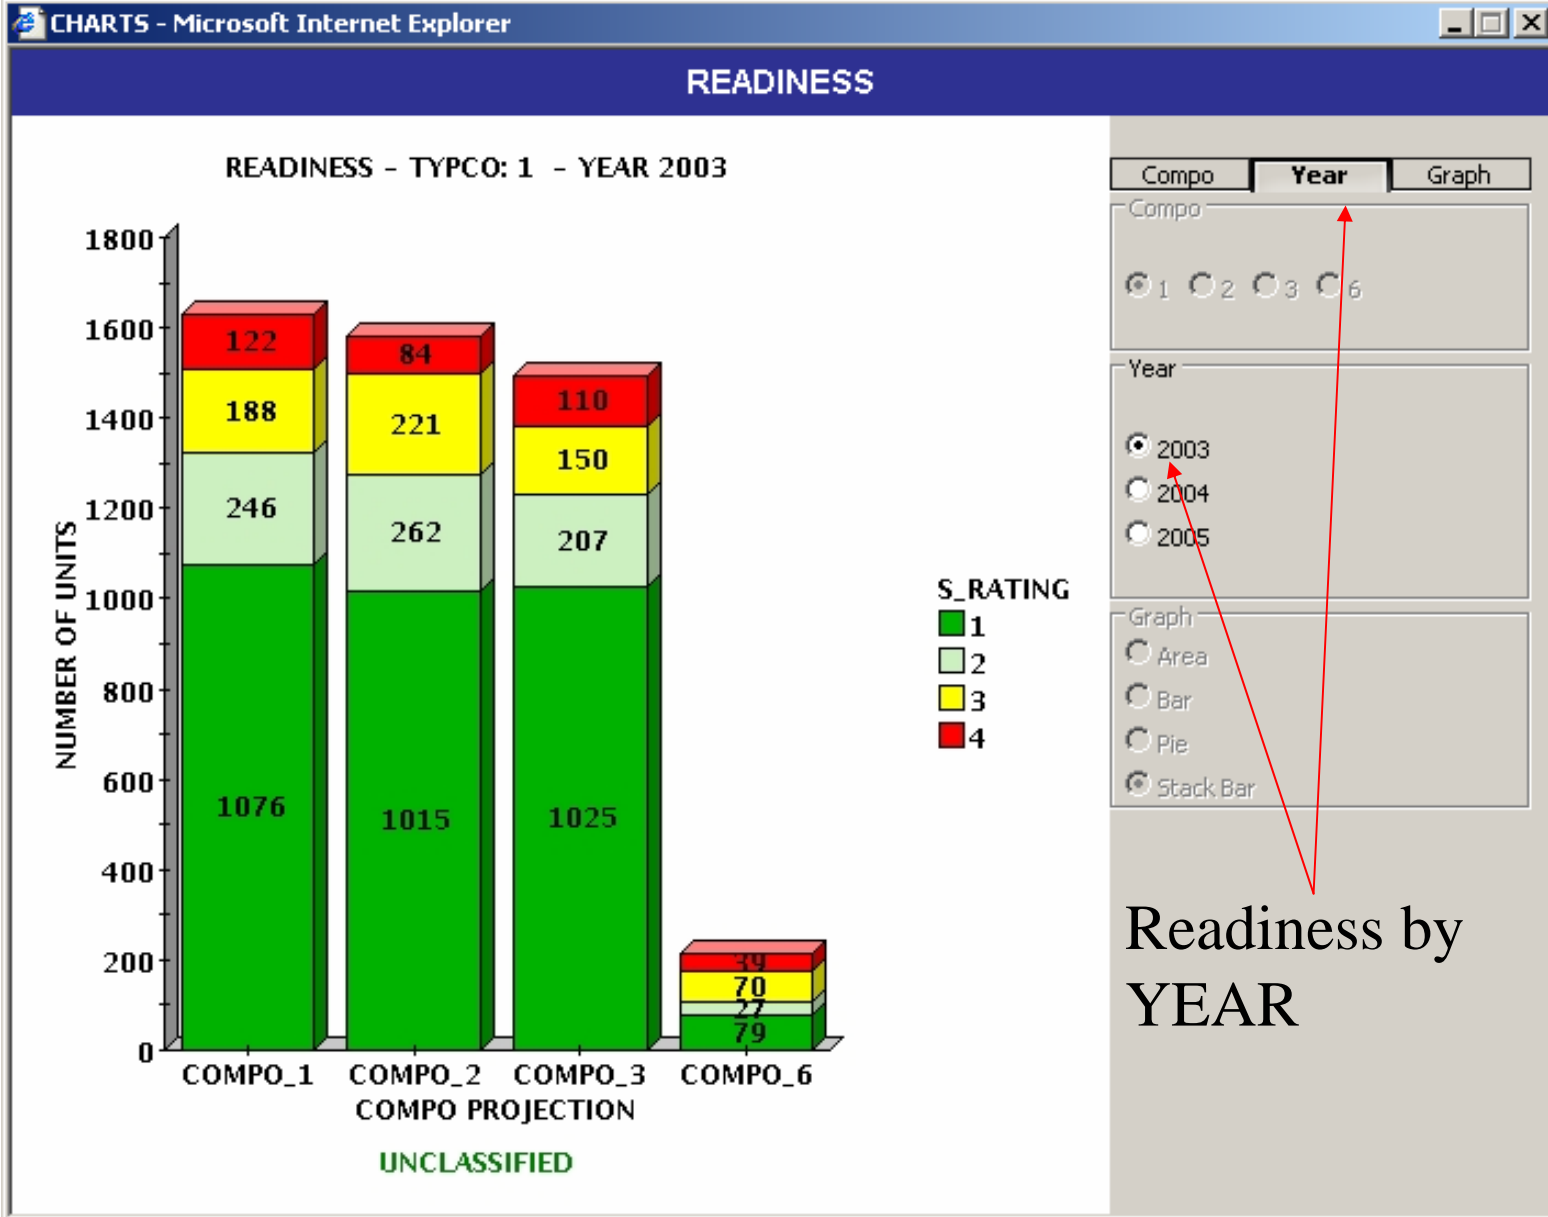 CHARTS - Microsoft Internet Explorer
READINESS
READINESS - TYPCO: 1 - YEAR 2003
NUMBER OF UNITS
1800
1600
1400
1200
1000
800
600
400
200
0
122
188
246
1076
84
221
262
1015
110
150
207
1025
39
70
27
79
COMPO_1 COMPO_2 COMPO_3 COMPO_6
COMPO PROJECTION
UNCLASSIFIED
S_RATING
1
2
3
4
Compo Year Graph
Compo
1 2 3 6
Year
2003
2004
2005
Graph
Area
Bar
Pie
Stack Bar
Readiness by
YEAR